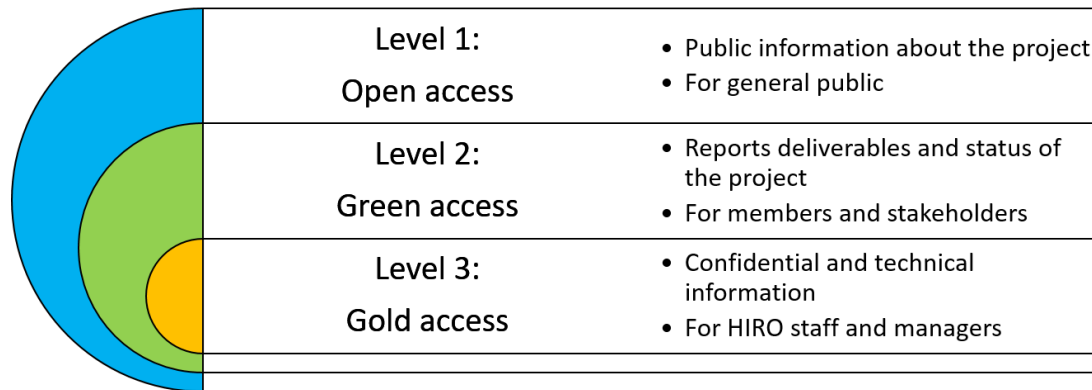 Level 1:
Open access
• Public information about the project
• For general public
Level 2:
Green access
• Reports deliverables and status of
the project
• For members and stakeholders
Level 3:
Gold access
• Confidential and technical
information
• For HIRO staff and managers